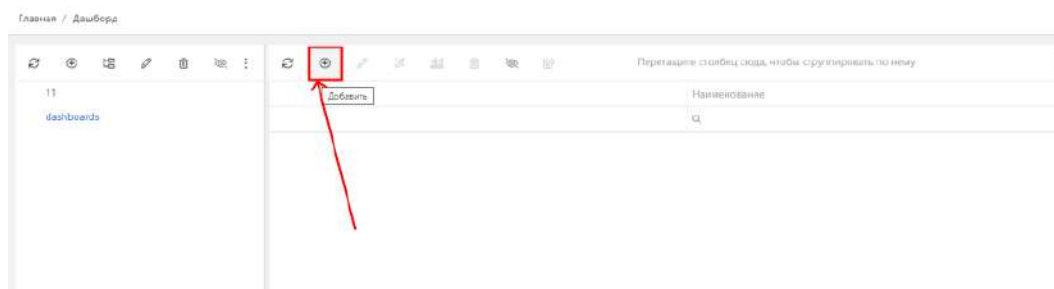 Главная / Дашборд
Перетащите столбец сюда, чтобы сгруппировать по нему
11
Добавить
Наименование
dashboards